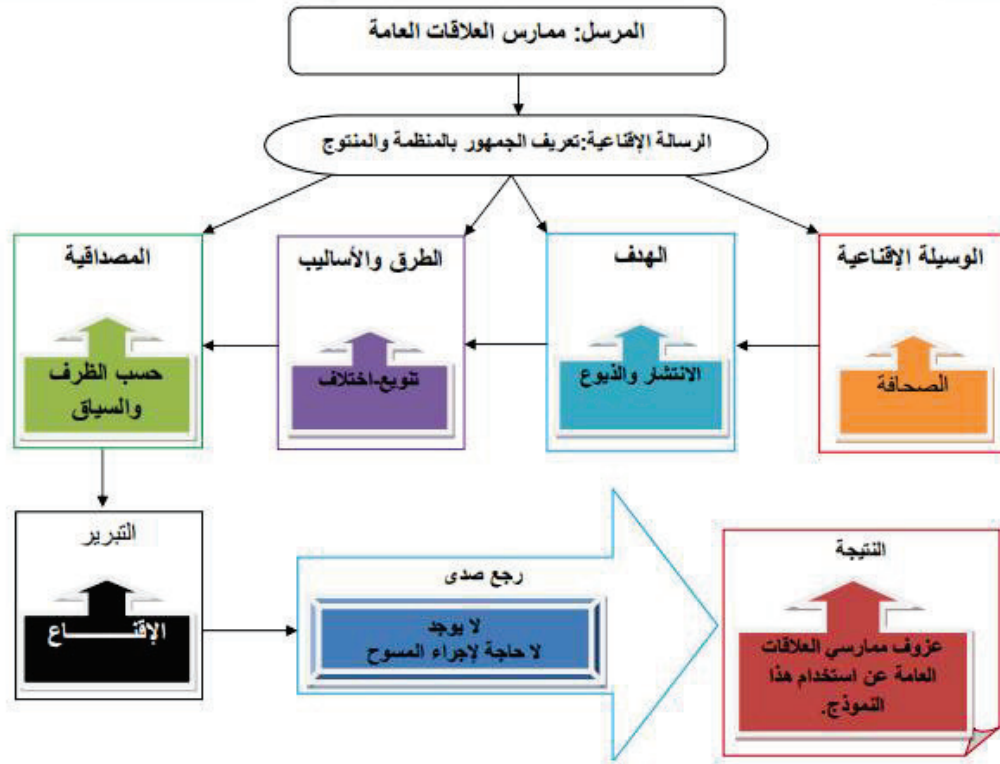 المرسل: ممارس العلاقات العامة
الرسالة الإقناعية:تعريف الجمهور بالمنظمة والمنتوج
الوسيلة الإقناعية
الصحافة
الهدف
الانتشار والذيوع
الطرق والأساليب
تنويع-اختلاف
المصداقية
حسب الظرف
والسياق
التبرير
الإقتـــــــــاع
رجع صدى
لا يوجد
لا حاجة لإجراء المسوح
النتيجة
عزوف ممارسي العلاقات
العامة عن استخدام هذا
النموذج.